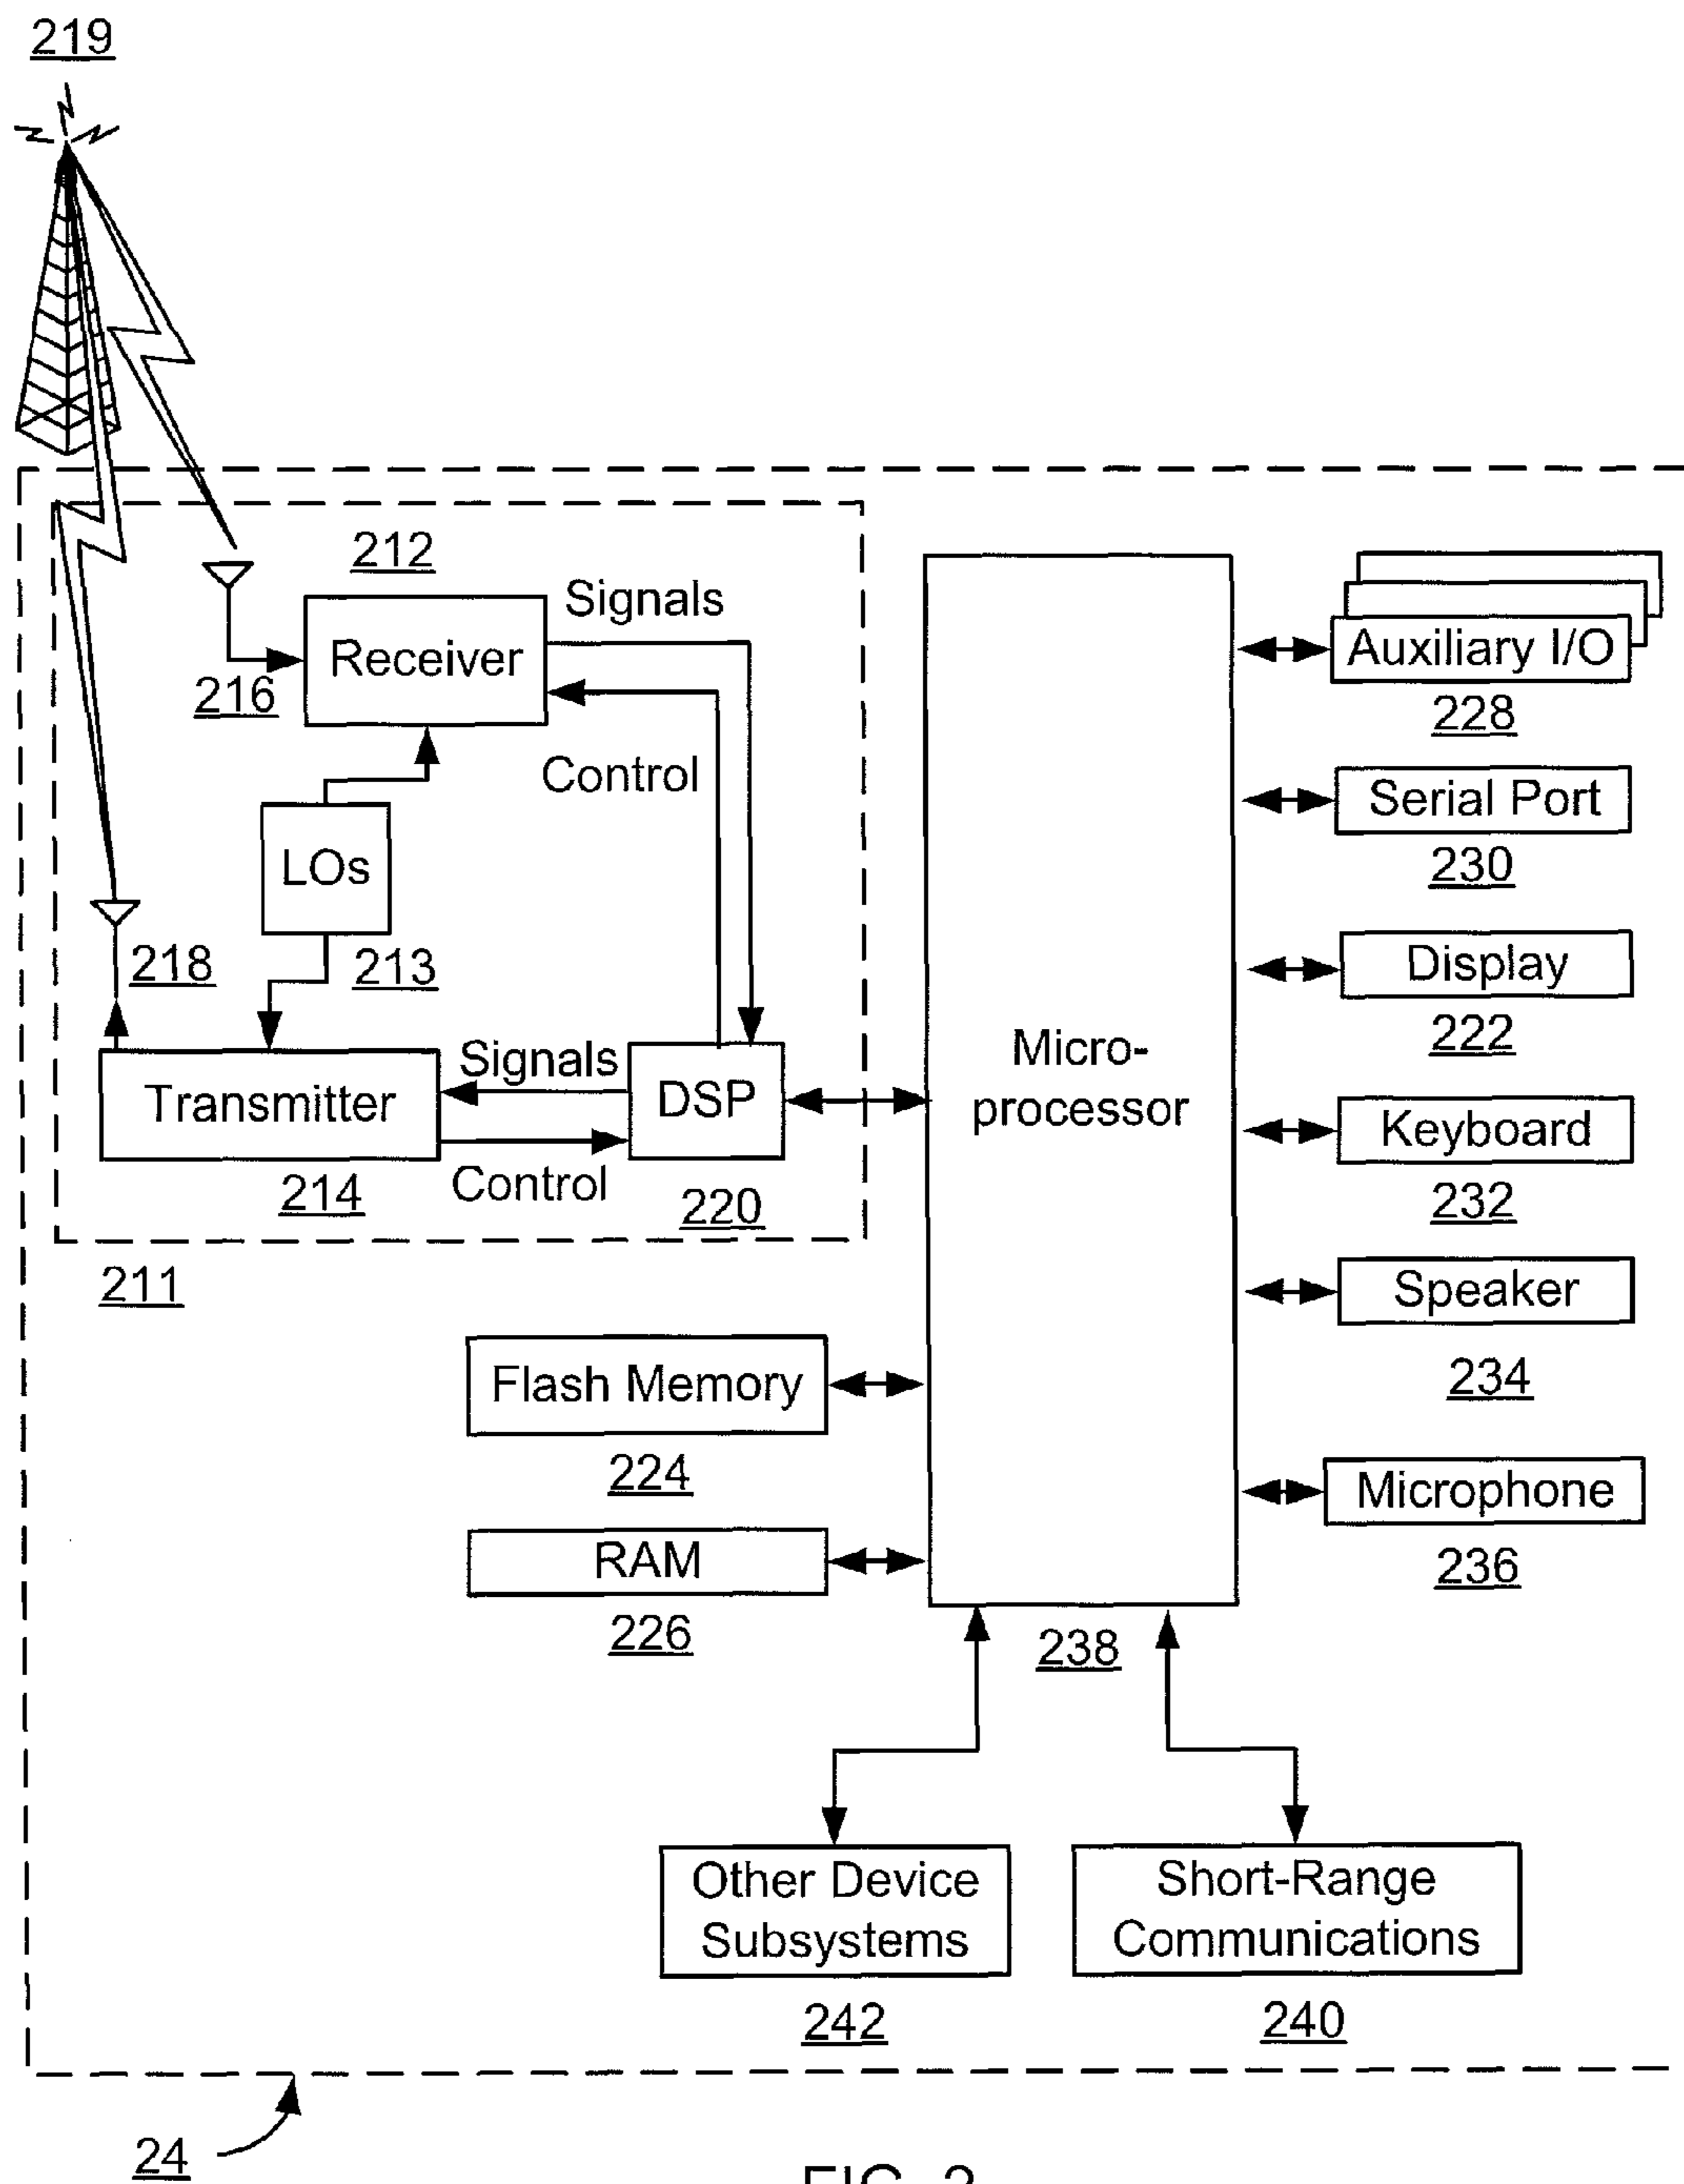 219
212
Signals
Receiver
216
Control
LOs
218
213
Signals
Transmitter
DSP
Control
214
220
211
Micro-
processor
238
Auxiliary I/O
228
Serial Port
230
Display
222
Keyboard
232
Speaker
234
Microphone
236
Flash Memory
224
RAM
226
Other Device
Subsystems
242
Short-Range
Communications
240
24
FIG. 2